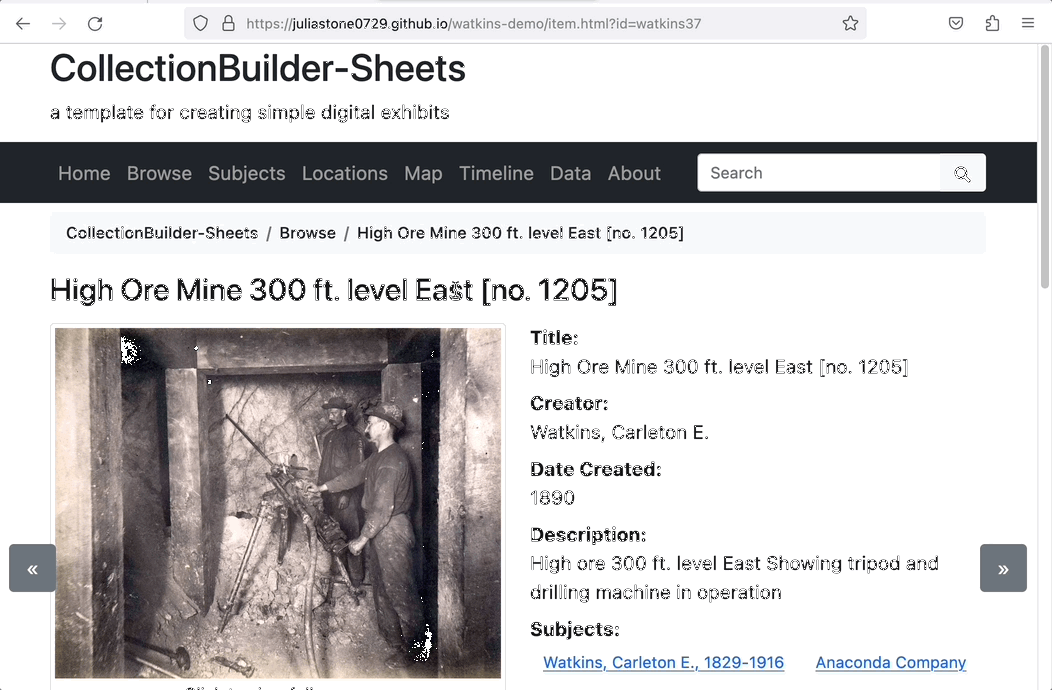 https://juliastone0729.github.io/watkins-demo/item.html?id=watkins37
CollectionBuilder-Sheets
a template for creating simple digital exhibits
Home Browse Subjects Locations Map Timeline Data About Search
CollectionBuilder-Sheets / Browse / High Ore Mine 300 ft. level East [no. 1205]
High Ore Mine 300 ft. level East [no. 1205]
Title:
High Ore Mine 300 ft. level East [no. 1205]
Creator:
Watkins, Carleton E.
Date Created:
1890
Description:
High ore 300 ft. level East Showing tripod and
drilling machine in operation
Subjects:
Watkins, Carleton E., 1829-1916 Anaconda Company
«
»